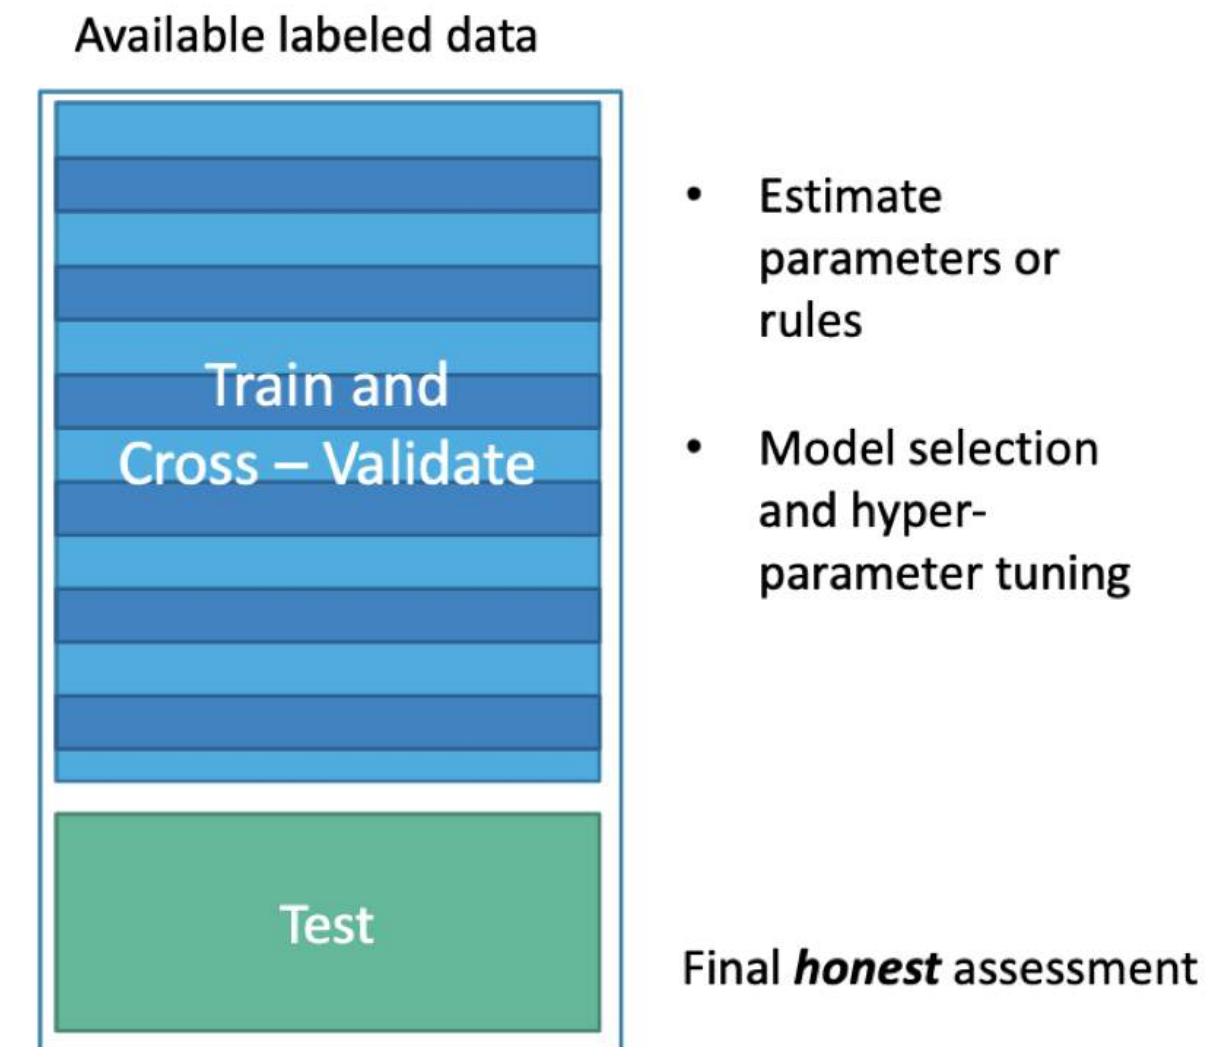 Available labeled data
• Estimate
parameters or
rules
Train and
Cross – Validate
• Model selection
and hyper-
parameter tuning
Test
Final honest assessment